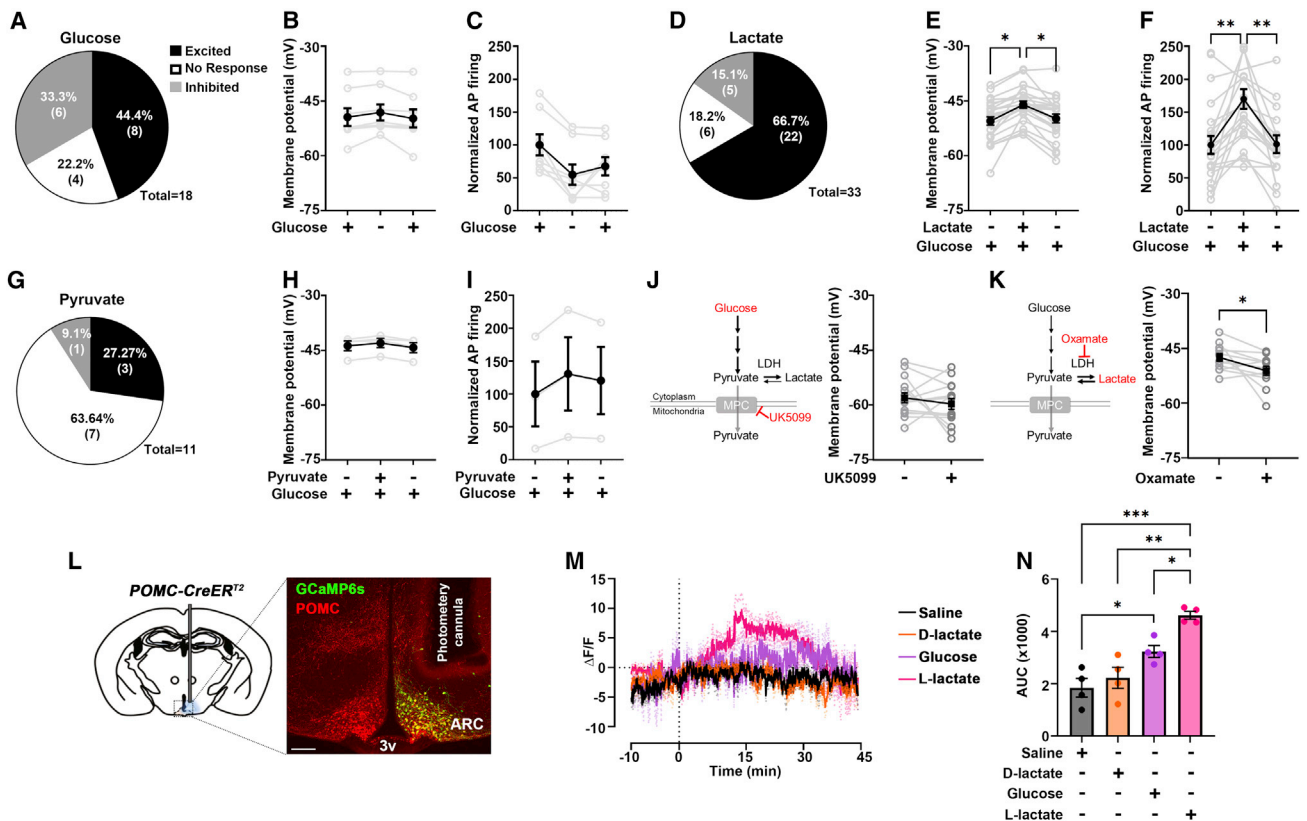 A
Glucose
Excited
No Response
Inhibited
33.3%
(6)
44.4%
(8)
22.2%
(4)
Total=18
B
Membrane potential (mV)
-30
-45
-60
-75
Glucose + - +
C
Normalized AP firing
250
200
150
100
50
0
Glucose + - +
D
Lactate
15.1%
(5)
18.2%
(6)
66.7%
(22)
Total=33
E
Membrane potential (mV)
-30
-45
-60
-75
* *
Lactate - + -
Glucose + + +
F
Normalized AP firing
250
200
150
100
50
0
** **
Lactate - + -
Glucose + + +
G
Pyruvate
9.1%
(1)
27.27%
(3)
63.64%
(7)
Total=11
H
Membrane potential (mV)
-30
-45
-60
-75
Pyruvate - + -
Glucose + + +
I
Normalized AP firing
250
200
150
100
50
0
Pyruvate - + -
Glucose + + +
J
Glucose
LDH
Pyruvate Lactate
Cytoplasm
Mitochondria
MPC
UK5099
Pyruvate
Membrane potential (mV)
-30
-45
-60
-75
UK5099 - +
K
Glucose
Oxamate
LDH
Pyruvate Lactate
MPC
Pyruvate
Membrane potential (mV)
-30
-45
-60
-75
*
Oxamate - +
L
POMC-CreERT2
GCaMP6s
POMC
Photometery
cannula
ARC
3v
M
ΔF/F
15
10
5
0
-5
-10
-10 0 15 30 45
Time (min)
Saline
D-lactate
Glucose
L-lactate
N
***
**
*
*
AUC (x1000)
6
4
2
0
Saline + - - -
D-lactate - + - -
Glucose - - + -
L-lactate - - - +